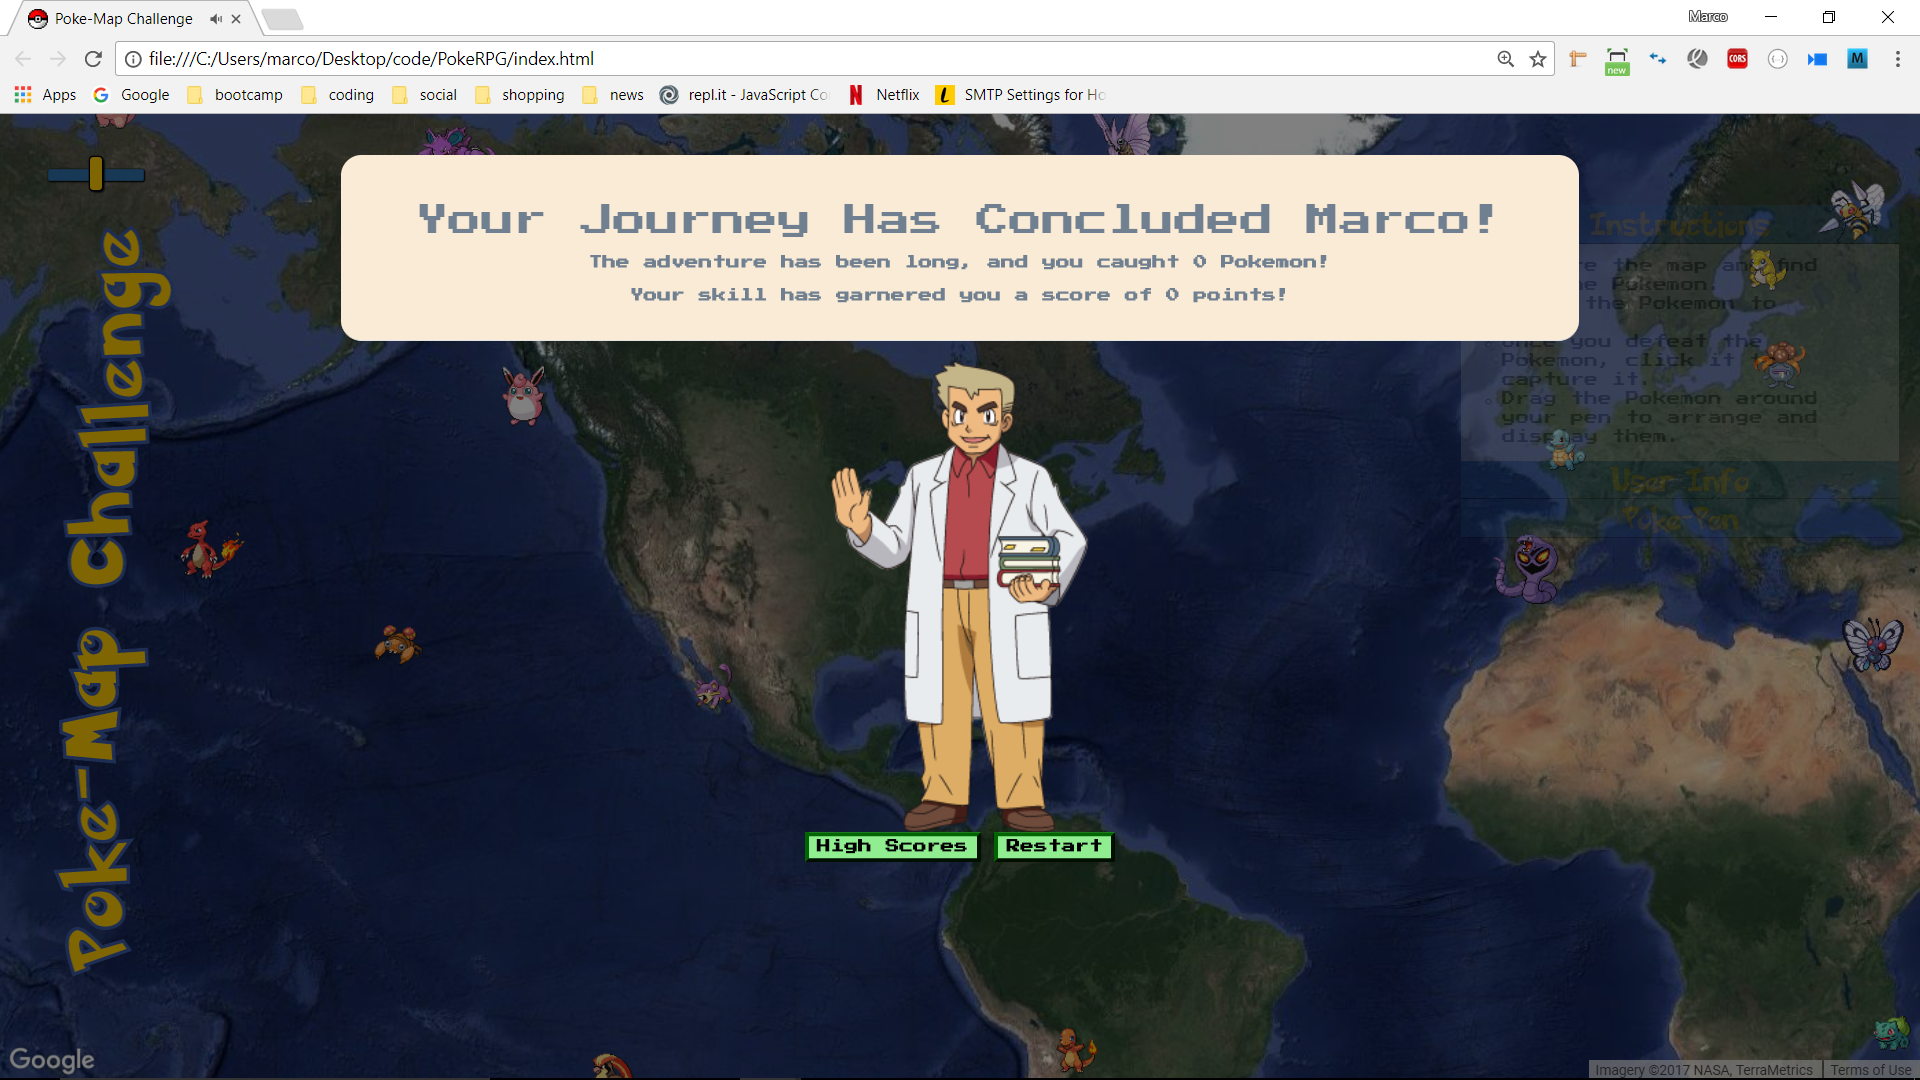 Poke-Map Challenge
Marco
file:///C:/Users/marco/Desktop/code/PokeRPG/index.html
new
CORS
M
Apps
Google
bootcamp
coding
social
shopping
news
repl.it - JavaScript Co
Netflix
SMTP Settings for Ho
Poke-Map Challenge
Your Journey Has Concluded Marco!
The adventure has been long, and you caught 0 Pokemon!
Your skill has garnered you a score of 0 points!
Instructions
the map and find
Pokemon.
the Pokemon to
once you defeat the
Pokemon, click it
capture it.
Drag the Pokemon around
your pen to arrange and
display them.
User Info
Poke-Pen
High Scores
Restart
Google
Imagery ©2017 NASA, TerraMetrics
Terms of Use